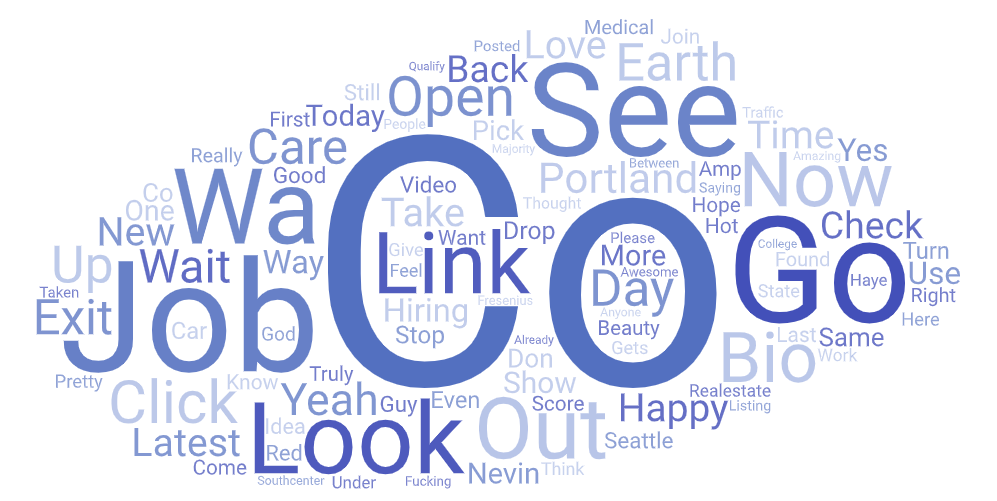 Medical
Join
Posted
Love
Earth
Qualify
Back
See
Still
Open
Traffic
First
Today
People
Pick
Time
Majority
Amazing
Yes
Really
Care
Good
Between
Portland
Amp
Now
Wa
Video
Co
Saying
Co
One
Take
Thought
Hope
New
Link
Want
Drop
Hot
Go
Check
Up
Wait
Way
Give
Feel
Please
More
College
Found
Turn
Use
Taken
Job
Awesome
Day
State
Haye
Right
Exit
Hiring
Fresenius
Anyone
Here
Car
God
Stop
Beauty
Already
Gets
Bio
Last
Same
Work
Pretty
Know
Truly
Don
Show
Click
Yeah
Guy
Even
Score
Realestate
Happy
Listing
Look
Out
Idea
Latest
Red
Seattle
Come
Southcenter
Under
Fucking
Nevin
Think